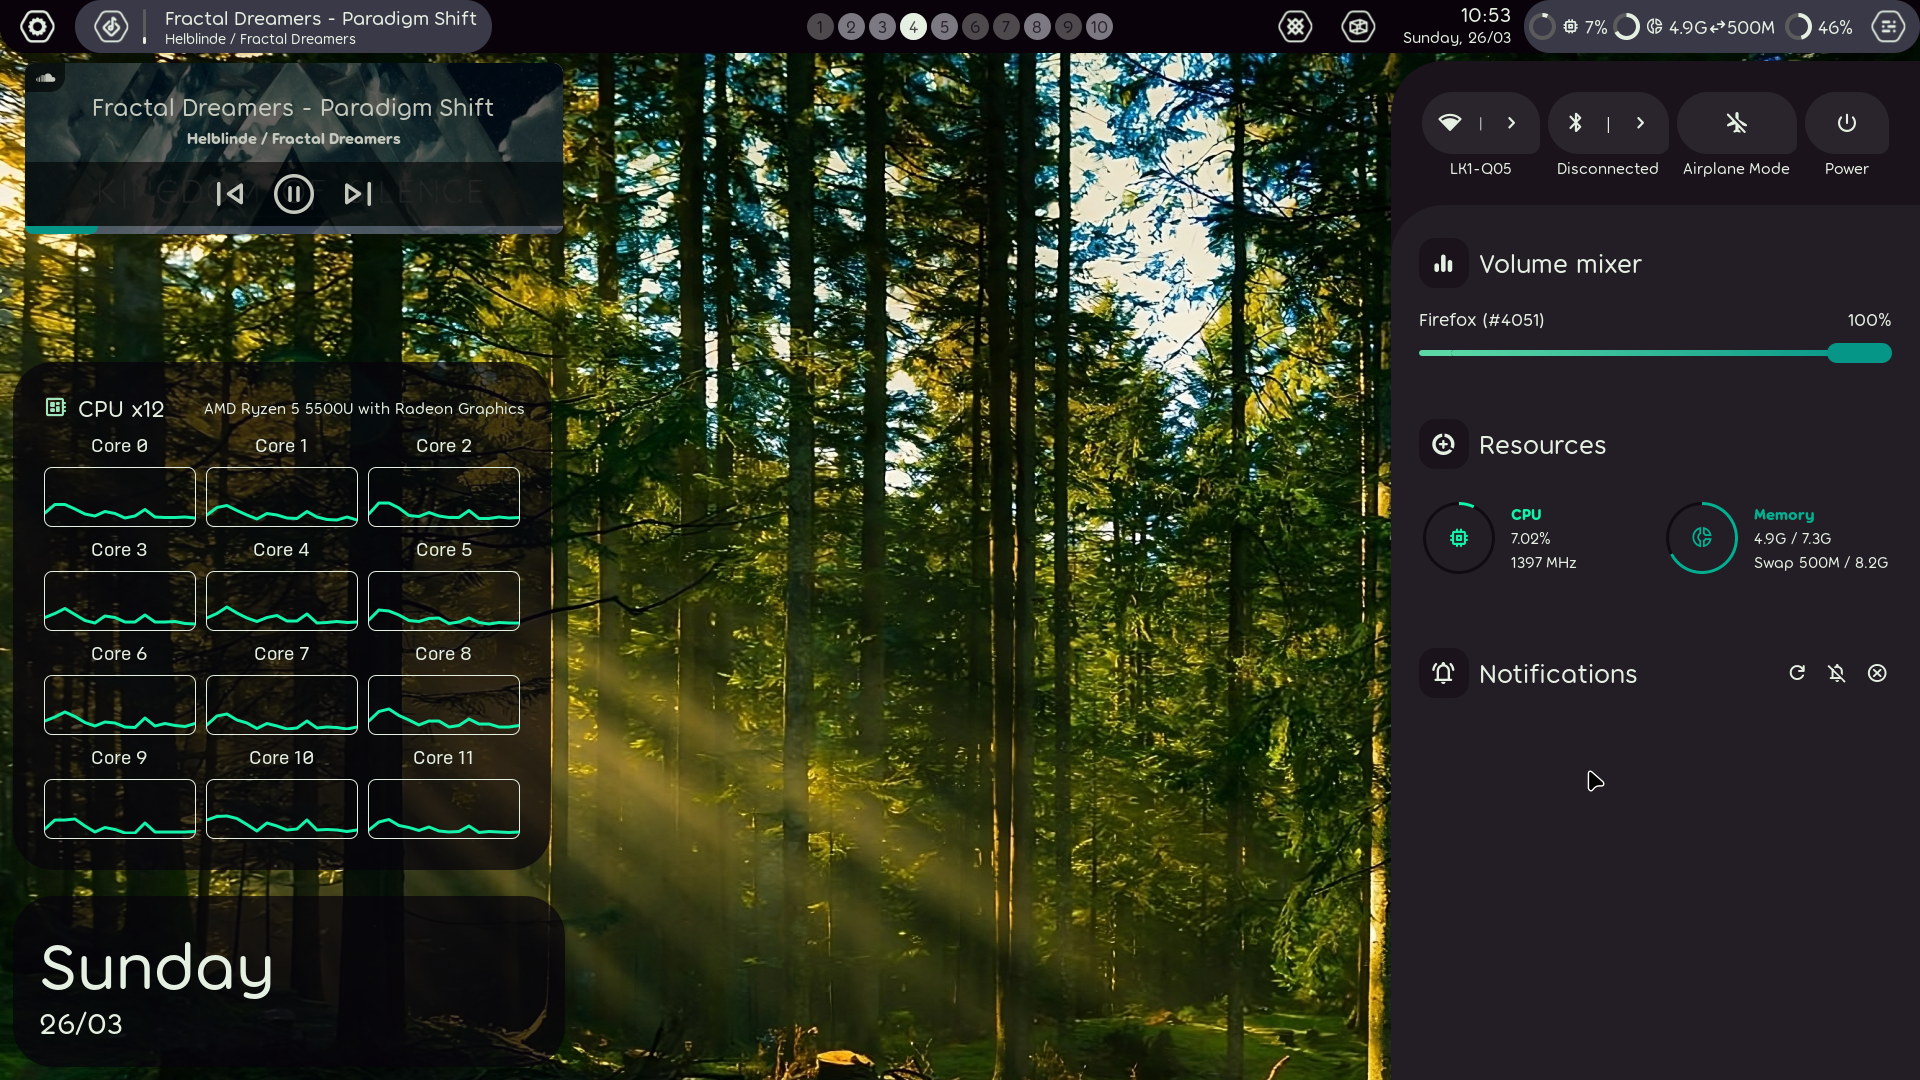 Fractal Dreamers - Paradigm Shift
Helblinde / Fractal Dreamers
1 2 3 4 5 6 7 8 9 10
10:53
Sunday, 26/03
7%
4.9G⇄500M
46%
Fractal Dreamers - Paradigm Shift
Helblinde / Fractal Dreamers
CPU x12
AMD Ryzen 5 5500U with Radeon Graphics
Core 0 Core 1 Core 2
Core 3 Core 4 Core 5
Core 6 Core 7 Core 8
Core 9 Core 10 Core 11
Sunday
26/03
LK1-Q05
Disconnected
Airplane Mode
Power
Volume mixer
Firefox (#4051) 100%
Resources
CPU
7.02%
1397 MHz
Memory
4.9G / 7.3G
Swap 500M / 8.2G
Notifications